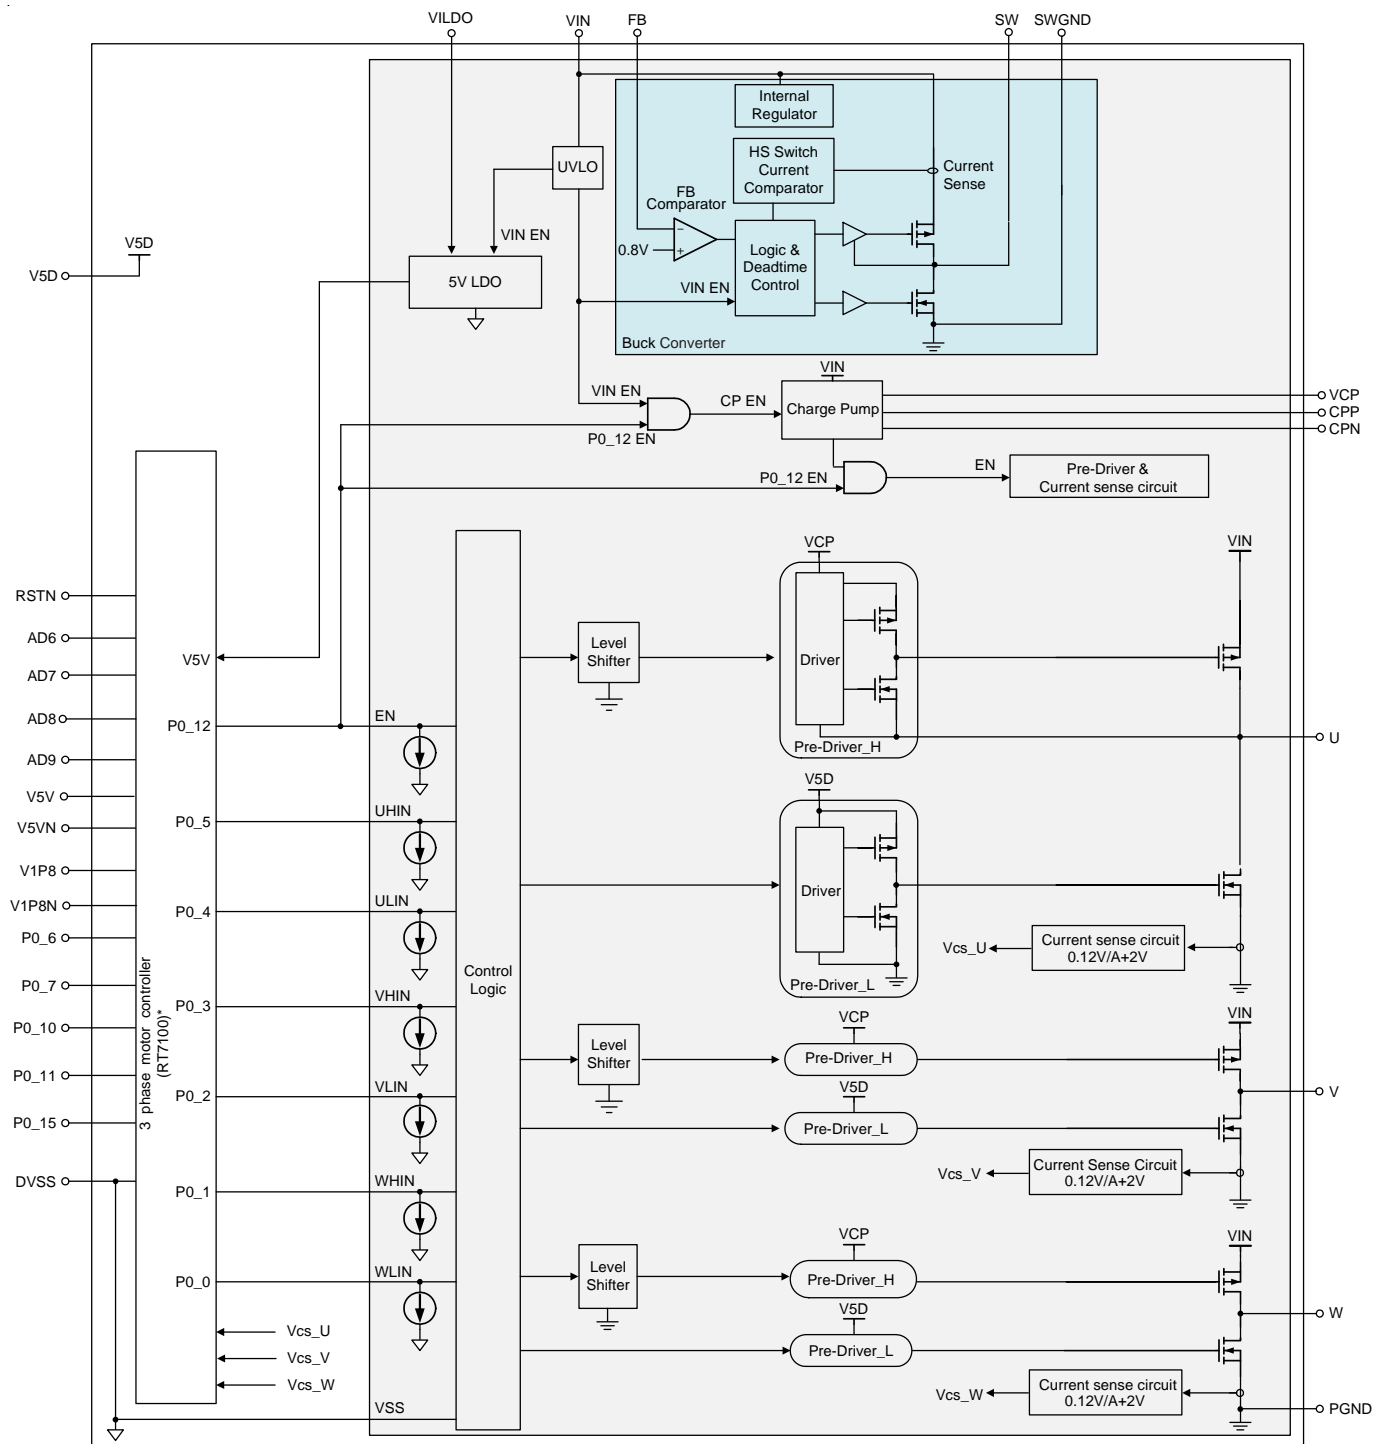 VILDO
VIN
FB
SW
SWGND
Internal
Regulator
HS Switch
Current
Comparator
Current
Sense
UVLO
FB
Comparator
−
+
0.8V
Logic &
Deadtime
Control
VIN EN
VIN EN
Buck Converter
V5D
V5D
5V LDO
VIN
VIN EN
CP EN
Charge Pump
P0_12 EN
VCP
CPP
CPN
P0_12 EN
EN
Pre-Driver &
Current sense circuit
RSTN
AD6
AD7
AD8
AD9
V5V
V5VN
V1P8
V1P8N
P0_6
P0_7
P0_10
P0_11
P0_15
DVSS
3 phase motor controller
(RT7100)*
V5V
P0_12
P0_5
P0_4
P0_3
P0_2
P0_1
P0_0
Vcs_U
Vcs_V
Vcs_W
EN
UHIN
ULIN
VHIN
VLIN
WHIN
WLIN
VSS
Control
Logic
VCP
VIN
Level
Shifter
Driver
Pre-Driver_H
U
V5D
Driver
Pre-Driver_L
Vcs_U
Current sense circuit
0.12V/A+2V
VCP
VIN
Level
Shifter
Pre-Driver_H
V5D
V
Pre-Driver_L
Vcs_V
Current Sense Circuit
0.12V/A+2V
VCP
VIN
Level
Shifter
Pre-Driver_H
V5D
W
Pre-Driver_L
Vcs_W
Current sense circuit
0.12V/A+2V
PGND